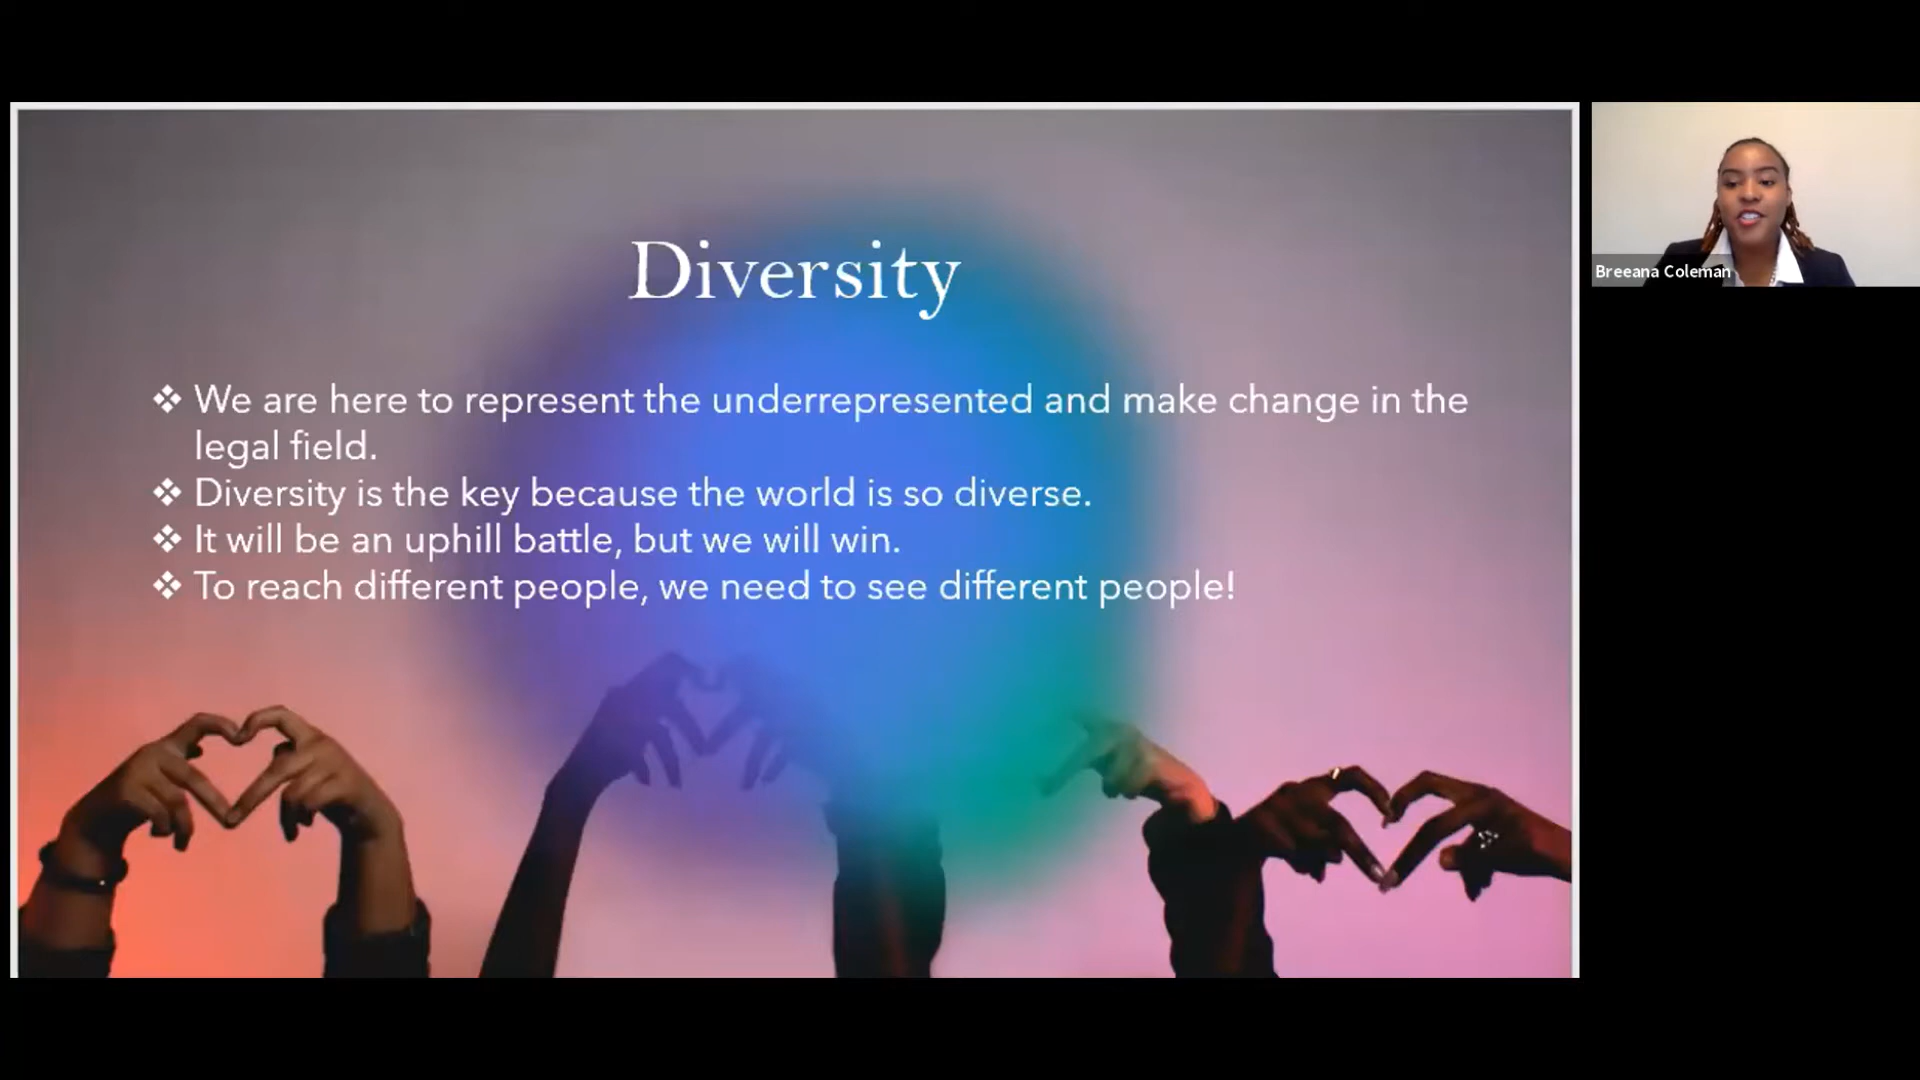 Diversity
❖ We are here to represent the underrepresented and make change in the
legal field.
❖ Diversity is the key because the world is so diverse.
❖ It will be an uphill battle, but we will win.
❖ To reach different people, we need to see different people!
Breeana Coleman